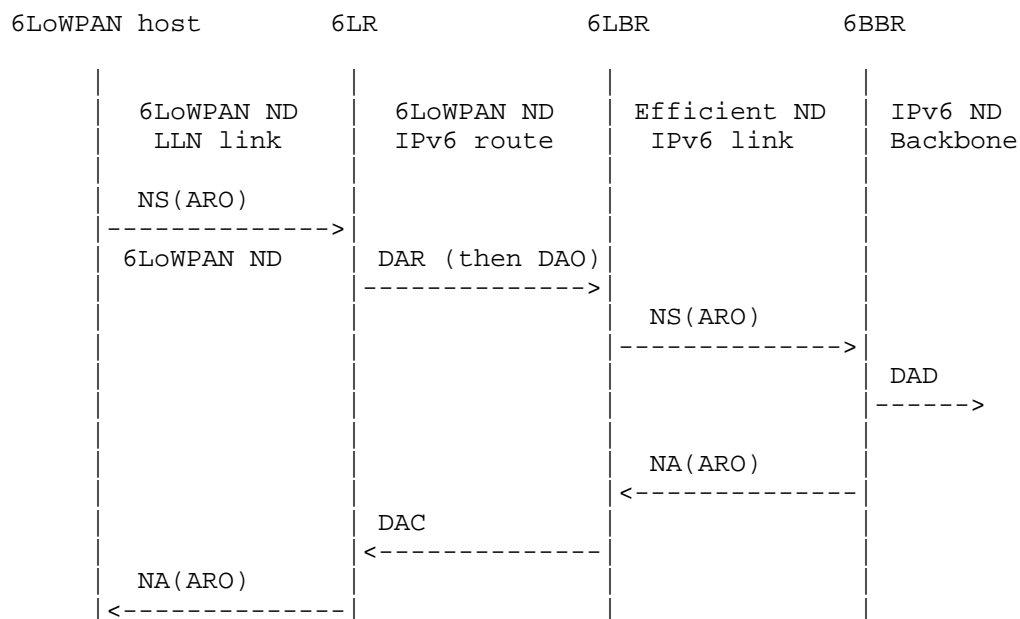 6LoWPAN host 6LR 6LBR 6BBR
6LoWPAN ND 6LoWPAN ND Efficient ND IPv6 ND
LLN link IPv6 route IPv6 link Backbone
NS(ARO)
6LoWPAN ND DAR (then DAO)
NS(ARO)
DAD
NA(ARO)
DAC
NA(ARO)